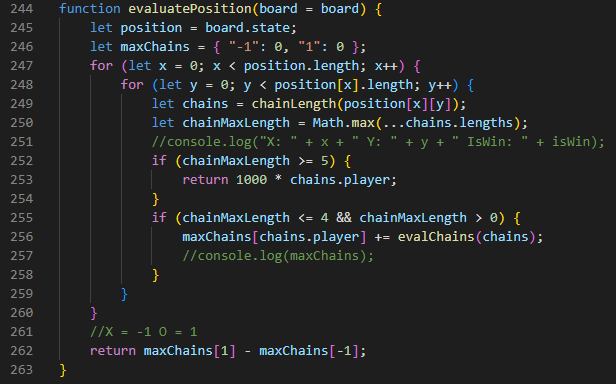 244 function evaluatePosition(board = board) {
245     let position = board.state;
246     let maxChains = { "-1": 0, "1": 0 };
247     for (let x = 0; x < position.length; x++) {
248         for (let y = 0; y < position[x].length; y++) {
249             let chains = chainLength(position[x][y]);
250             let chainMaxLength = Math.max(...chains.lengths);
251             //console.log("X: " + x + " Y: " + y + " IsWin: " + isWin);
252             if (chainMaxLength >= 5) {
253                 return 1000 * chains.player;
254             }
255             if (chainMaxLength <= 4 && chainMaxLength > 0) {
256                 maxChains[chains.player] += evalChains(chains);
257                 //console.log(maxChains);
258             }
259         }
260     }
261     //X = -1 O = 1
262     return maxChains[1] - maxChains[-1];
263 }